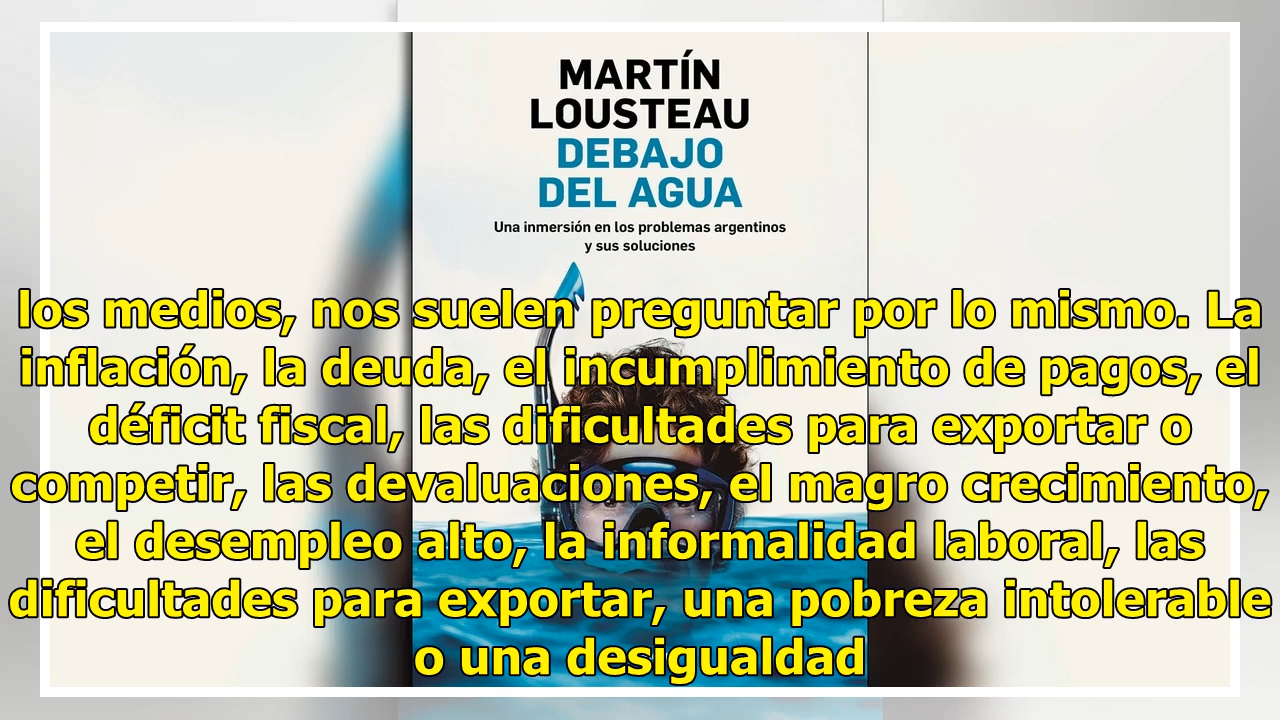 MARTÍN
LOUSTEAU
DEBAJO
DEL AGUA
Una inmersión en los problemas argentinos
y sus soluciones
los medios, nos suelen preguntar por lo mismo. La
inflación, la deuda, el incumplimiento de pagos, el
déficit fiscal, las dificultades para exportar o
competir, las devaluaciones, el magro crecimiento,
el desempleo alto, la informalidad laboral, las
dificultades para exportar, una pobreza intolerable
o una desigualdad